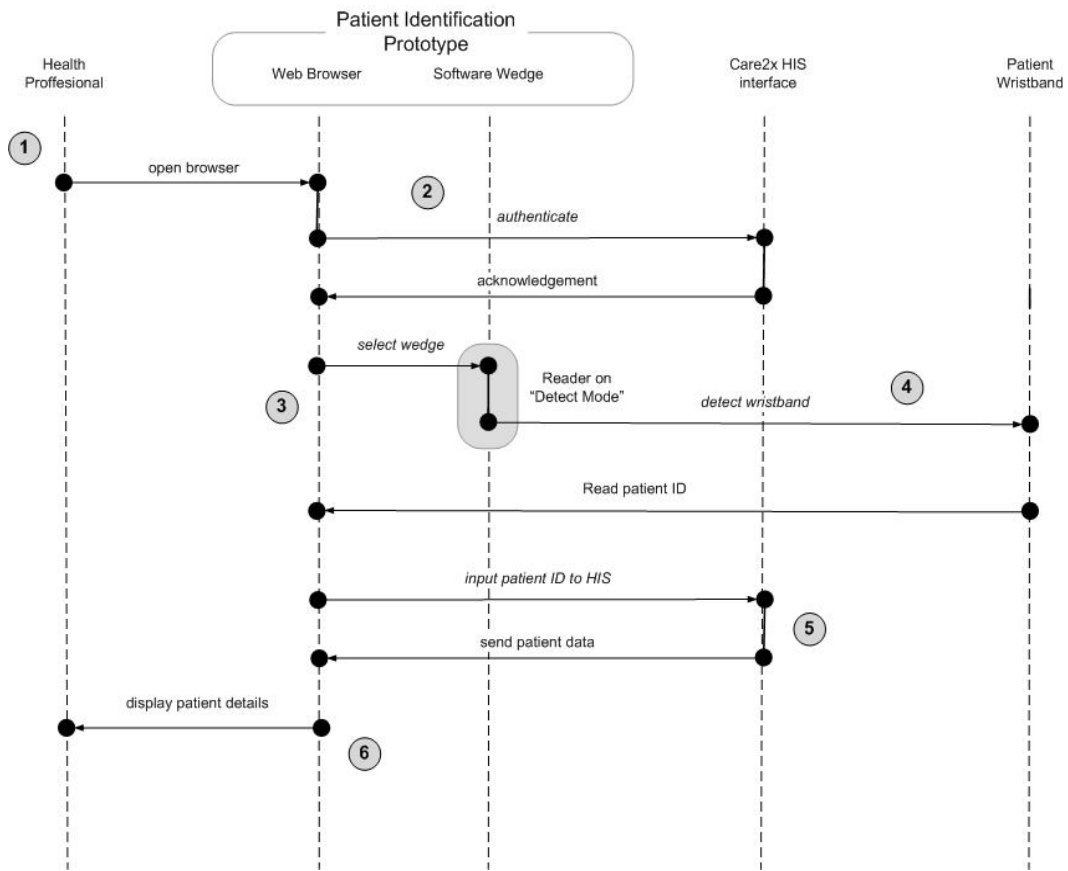 Patient Identification
Prototype
Health
Proffesional
Web Browser
Software Wedge
Care2x HIS
interface
Patient
Wristband
1
open browser
2
authenticate
acknowledgement
select wedge
Reader on
“Detect Mode”
3
4
detect wristband
Read patient ID
input patient ID to HIS
5
send patient data
display patient details
6